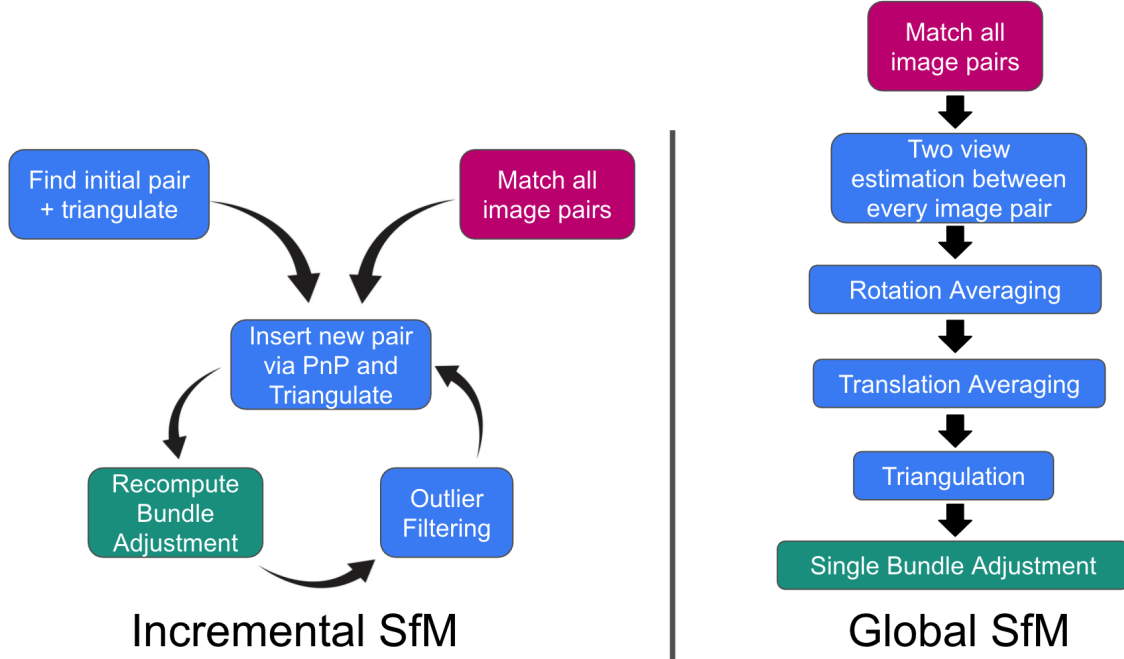 Find initial pair
+ triangulate
Match all
image pairs
Insert new pair
via PnP and
Triangulate
Recompute
Bundle
Adjustment
Outlier
Filtering
Incremental SfM
Match all
image pairs
Two view
estimation between
every image pair
Rotation Averaging
Translation Averaging
Triangulation
Single Bundle Adjustment
Global SfM